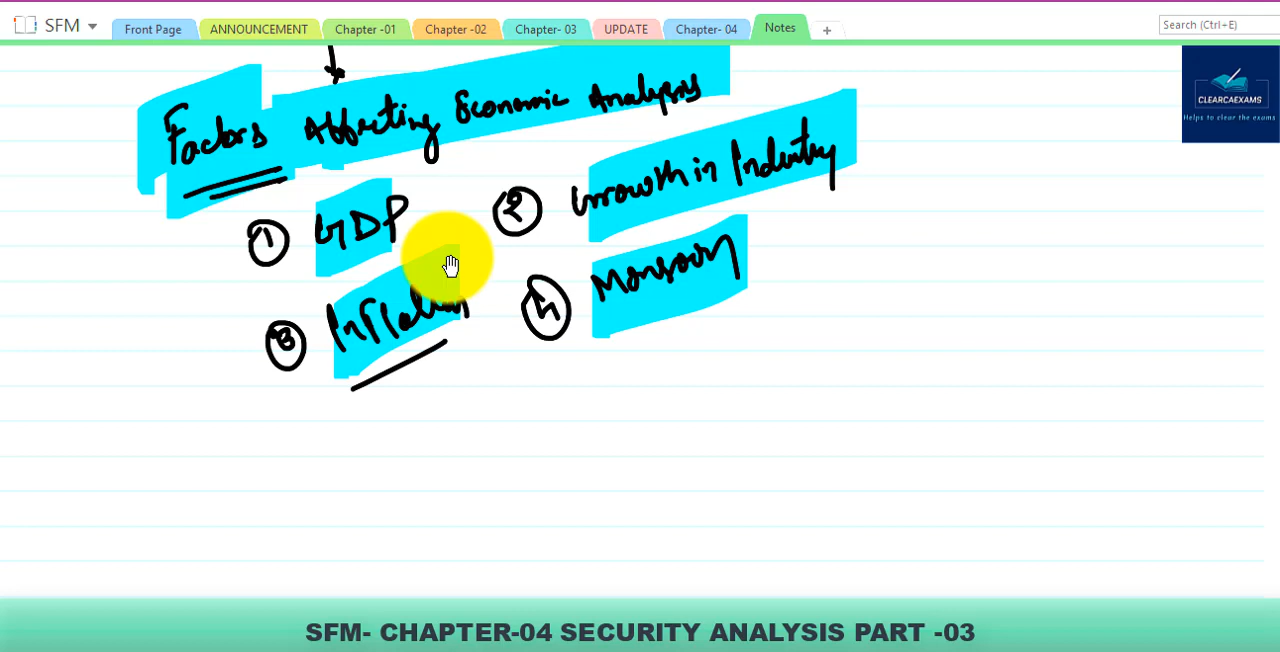 SFM
Front Page
ANNOUNCEMENT
Chapter -01
Chapter -02
Chapter- 03
UPDATE
Chapter- 04
Notes
+
Search (Ctrl+E)
CLEARCAEXAMS
Helps to clear the exams
Factors Affecting Economic Analysis
① GDP ② Growth in Industry
③ Inflation ④ Monsoon
SFM- CHAPTER-04 SECURITY ANALYSIS PART -03